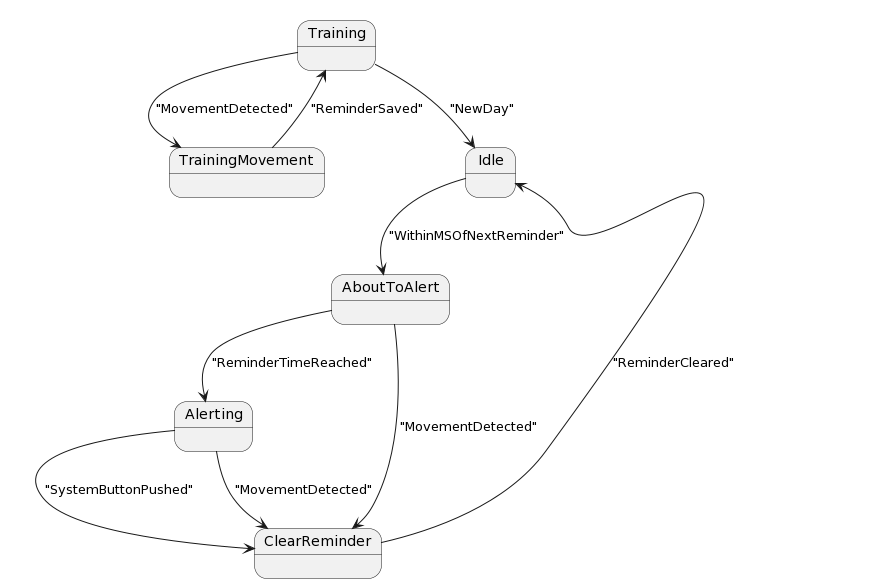 Training
"MovementDetected"
"ReminderSaved"
"NewDay"
TrainingMovement
Idle
"WithinMSOfNextReminder"
AboutToAlert
"ReminderTimeReached"
"ReminderCleared"
Alerting
"MovementDetected"
"SystemButtonPushed"
"MovementDetected"
ClearReminder